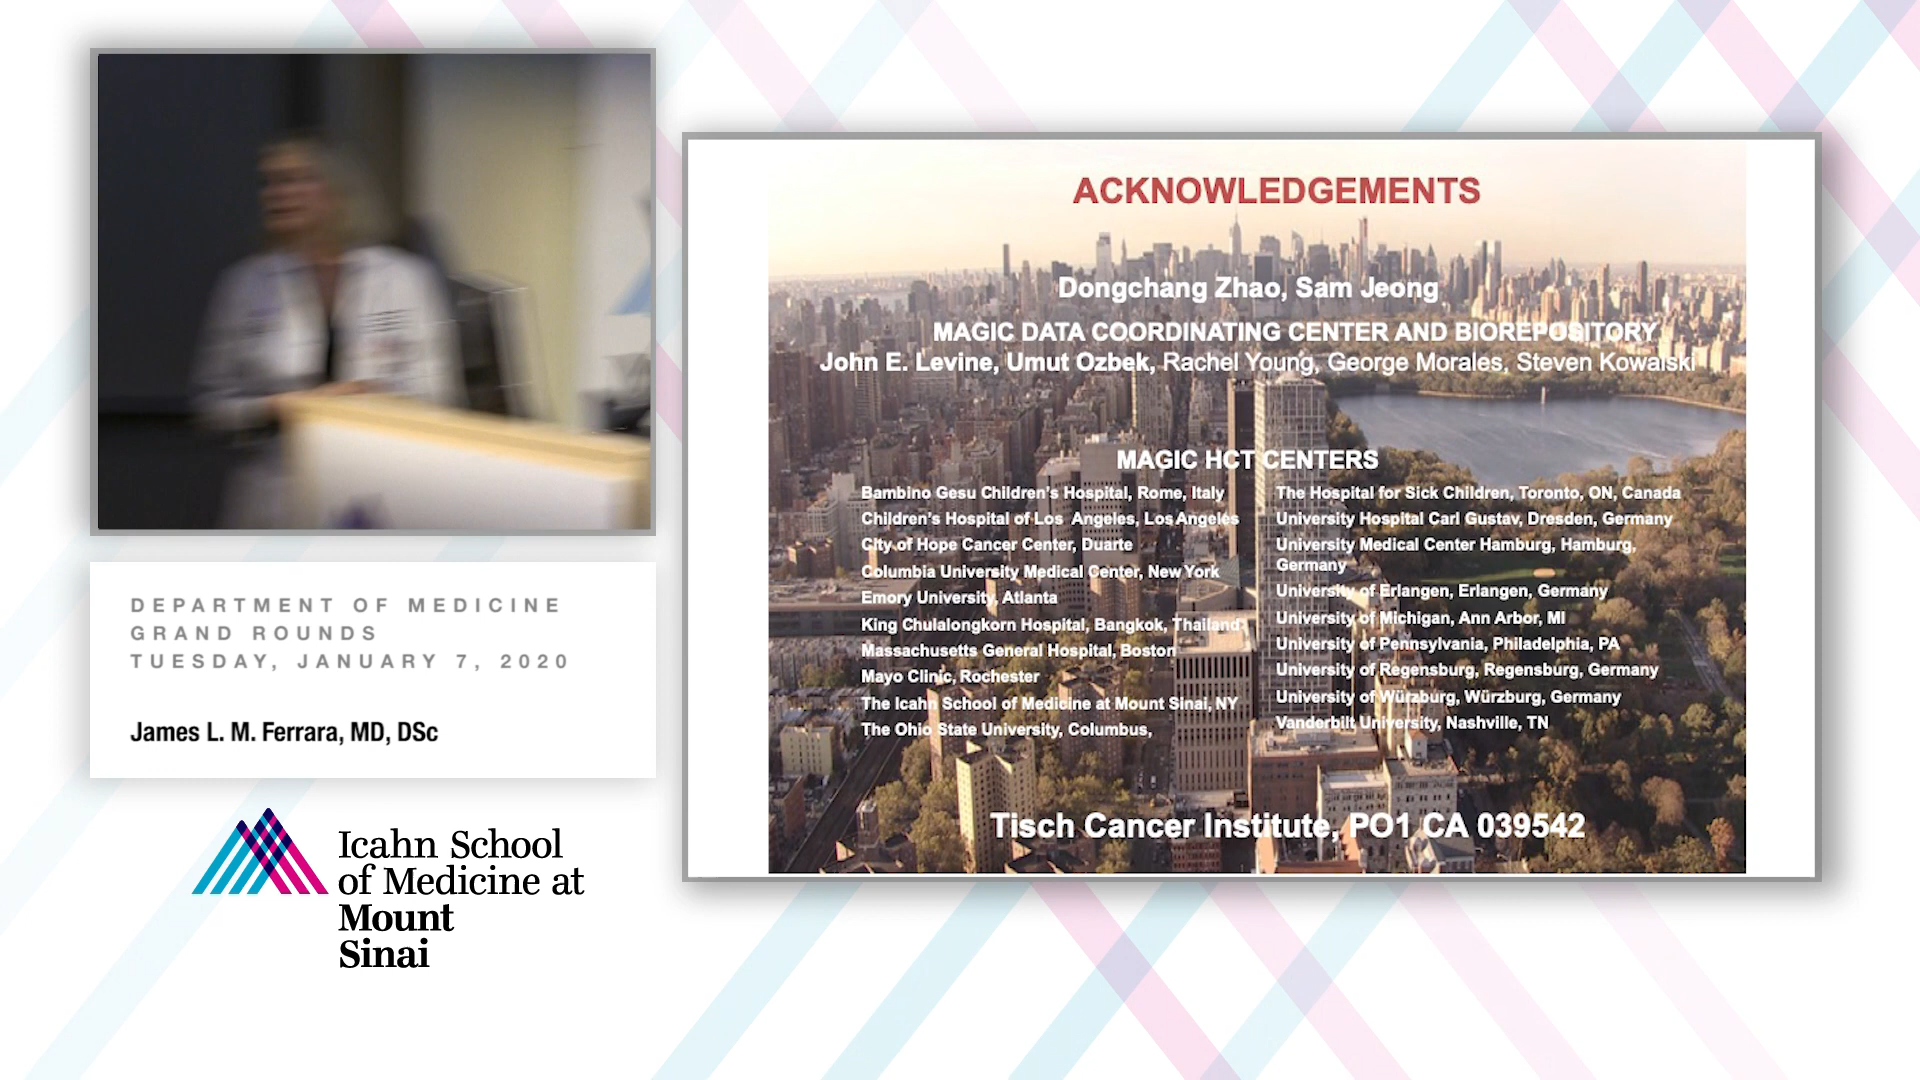 DEPARTMENT OF MEDICINE
GRAND ROUNDS
TUESDAY, JANUARY 7, 2020
James L. M. Ferrara, MD, DSc
Icahn School
of Medicine at
Mount
Sinai
ACKNOWLEDGEMENTS
Dongchang Zhao, Sam Jeong
MAGIC DATA COORDINATING CENTER AND BIOREPOSITORY
John E. Levine, Umut Ozbek, Rachel Young, George Morales, Steven Kowalski
MAGIC HCT CENTERS
Bambino Gesu Children's Hospital, Rome, Italy
Children's Hospital of Los Angeles, Los Angeles
City of Hope Cancer Center, Duarte
Columbia University Medical Center, New York
Emory University, Atlanta
King Chulalongkorn Hospital, Bangkok, Thailand
Massachusetts General Hospital, Boston
Mayo Clinic, Rochester
The Icahn School of Medicine at Mount Sinai, NY
The Ohio State University, Columbus,
The Hospital for Sick Children, Toronto, ON, Canada
University Hospital Carl Gustav, Dresden, Germany
University Medical Center Hamburg, Hamburg,
Germany
University of Erlangen, Erlangen, Germany
University of Michigan, Ann Arbor, MI
University of Pennsylvania, Philadelphia, PA
University of Regensburg, Regensburg, Germany
University of Würzburg, Würzburg, Germany
Vanderbilt University, Nashville, TN
Tisch Cancer Institute, PO1 CA 039542